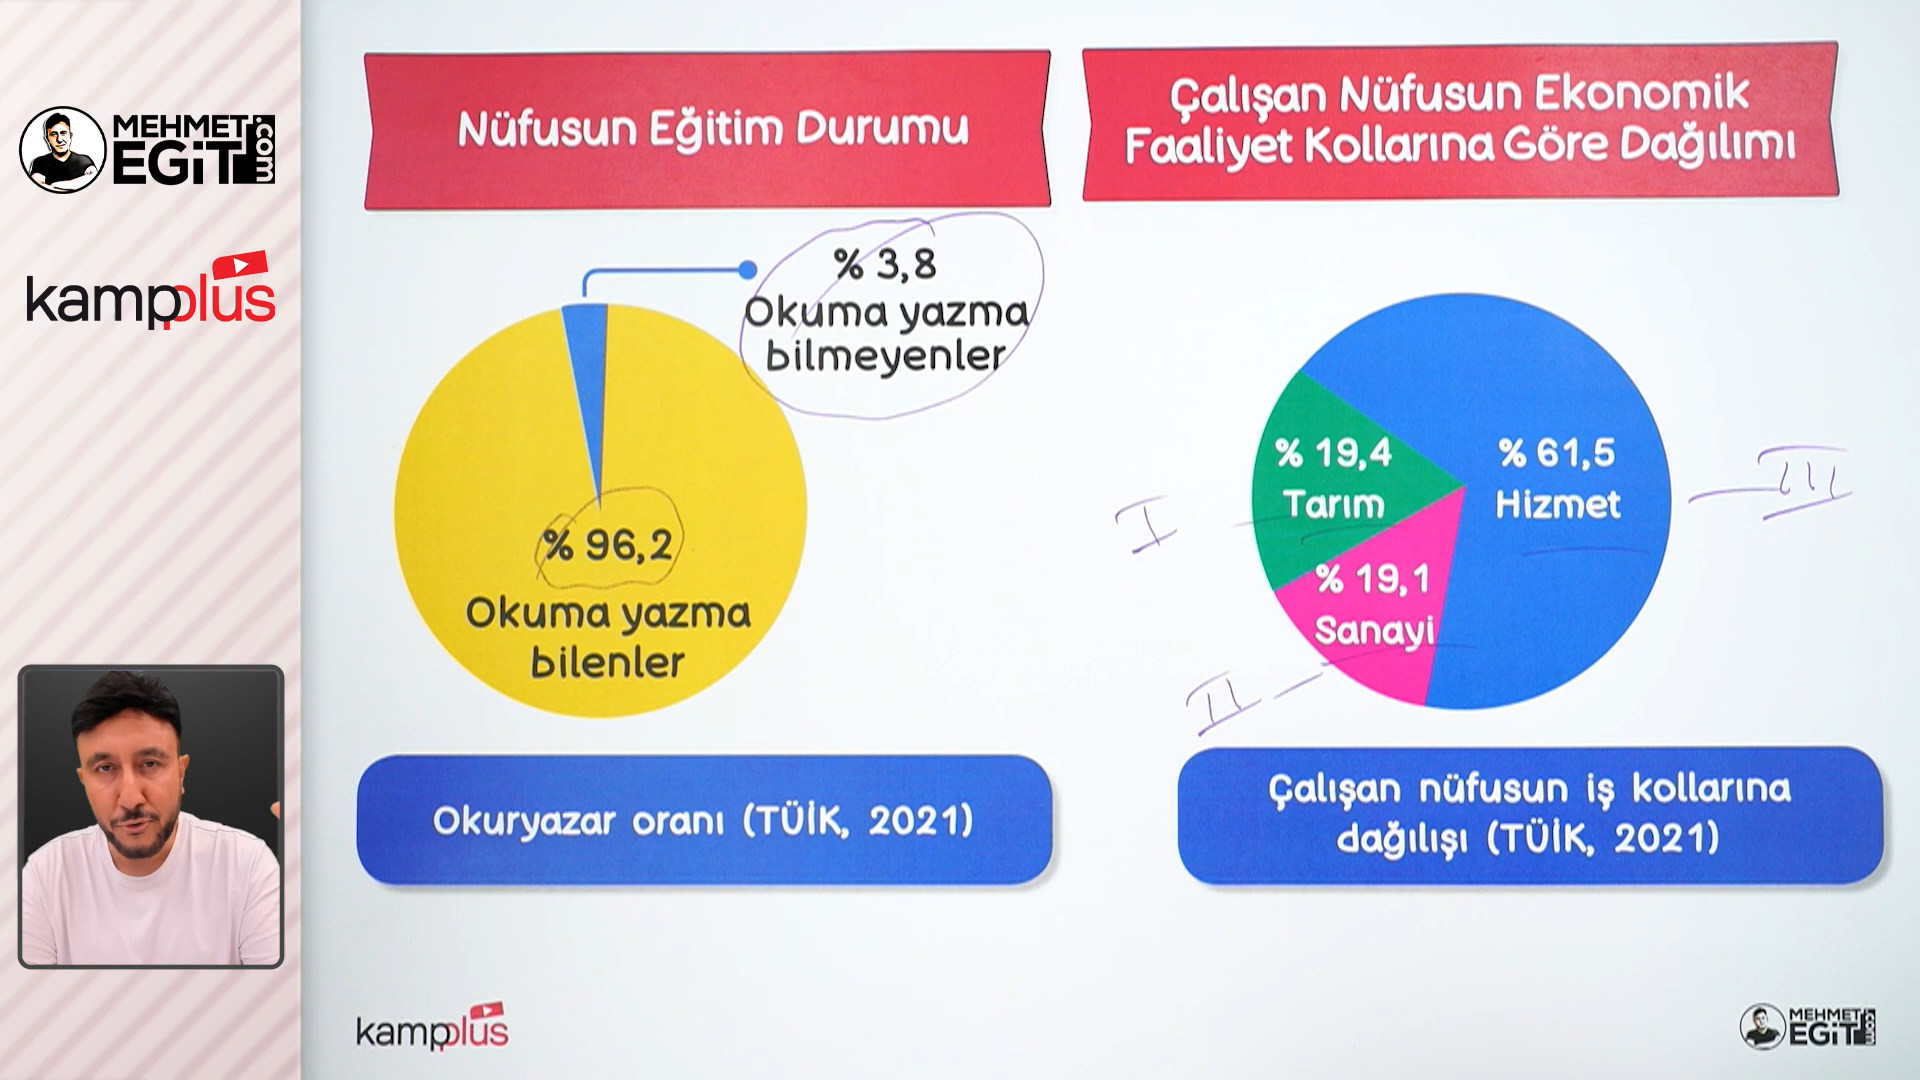 MEHMET
EGiT
.com
kampplus
Nüfusun Eğitim Durumu
% 3,8
Okuma yazma
bilmeyenler
% 96,2
Okuma yazma
bilenler
Okuryazar oranı (TÜİK, 2021)
Çalışan Nüfusun Ekonomik
Faaliyet Kollarına Göre Dağılımı
% 19,4
Tarım
% 61,5
Hizmet
% 19,1
Sanayi
I
II
III
Çalışan nüfusun iş kollarına
dağılışı (TÜİK, 2021)
kampplus
MEHMET
EGiT
.com